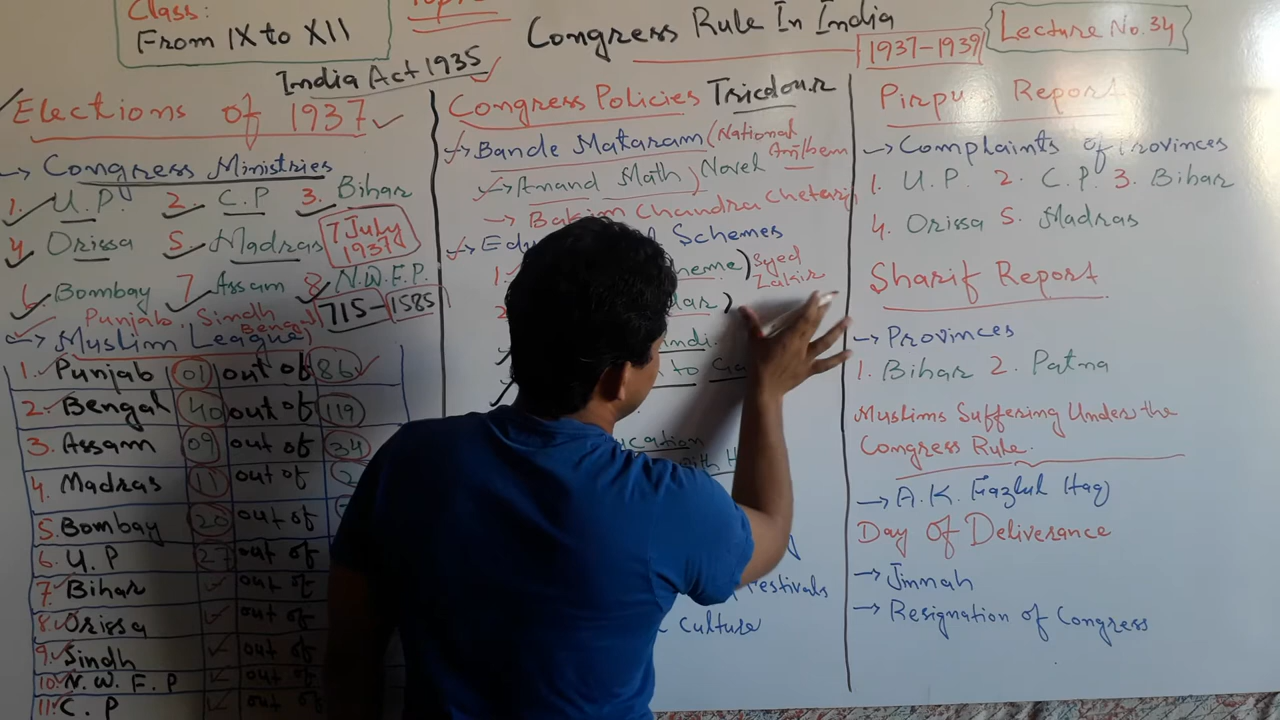 Class:
From IX to XII
Topic
Congress Rule In India
1937-1939
Lecture No. 34
India Act 1935
Elections of 1937
→ Congress Ministries
1. U.P. 2. C.P 3. Bihar
4 Orissa 5. Madras
7 July 1937
6 Bombay 7 Assam 8 N.W.F.P.
Punjab, Sindh
715-1585
→ Muslim League
1. Punjab 01 out of 86
2. Bengal 40 out of 119
3. Assam 09 out of 34
4. Madras 11 out of
5. Bombay 20 out of
6. U.P 27 out of
7. Bihar out of
8. Orissa out of
9. Sindh out of
10. N.W.F.P out of
11. C.P out of
Congress Policies Tricolour
→ Bande Mataram (National
Anthem
→ Anand Math) Novel
→ Bakim Chandra Chetarji
→ Schemes
1. Syed
Zakir
2
to
Festivals
culture
Report
→ Complaints of Provinces
1. U.P. 2. C.P. 3. Bihar
4. Orissa 5. Madras
Sharif Report
→ Provinces
1. Bihar 2. Patna
Muslims Suffering Under the
Congress Rule.
→ A.K. Fazlul Haq
Day Of Deliverance
→ Jinnah
→ Resignation of Congress